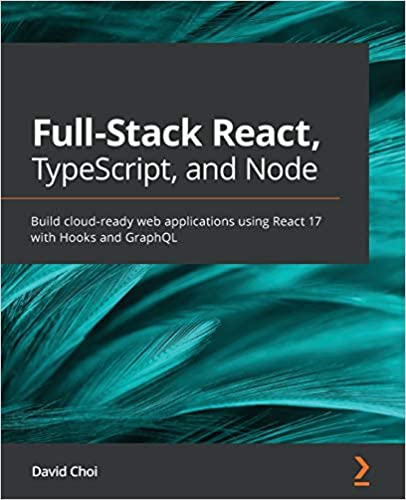 Full-Stack React,
TypeScript, and Node
Build cloud-ready web applications using React 17
with Hooks and GraphQL
David Choi